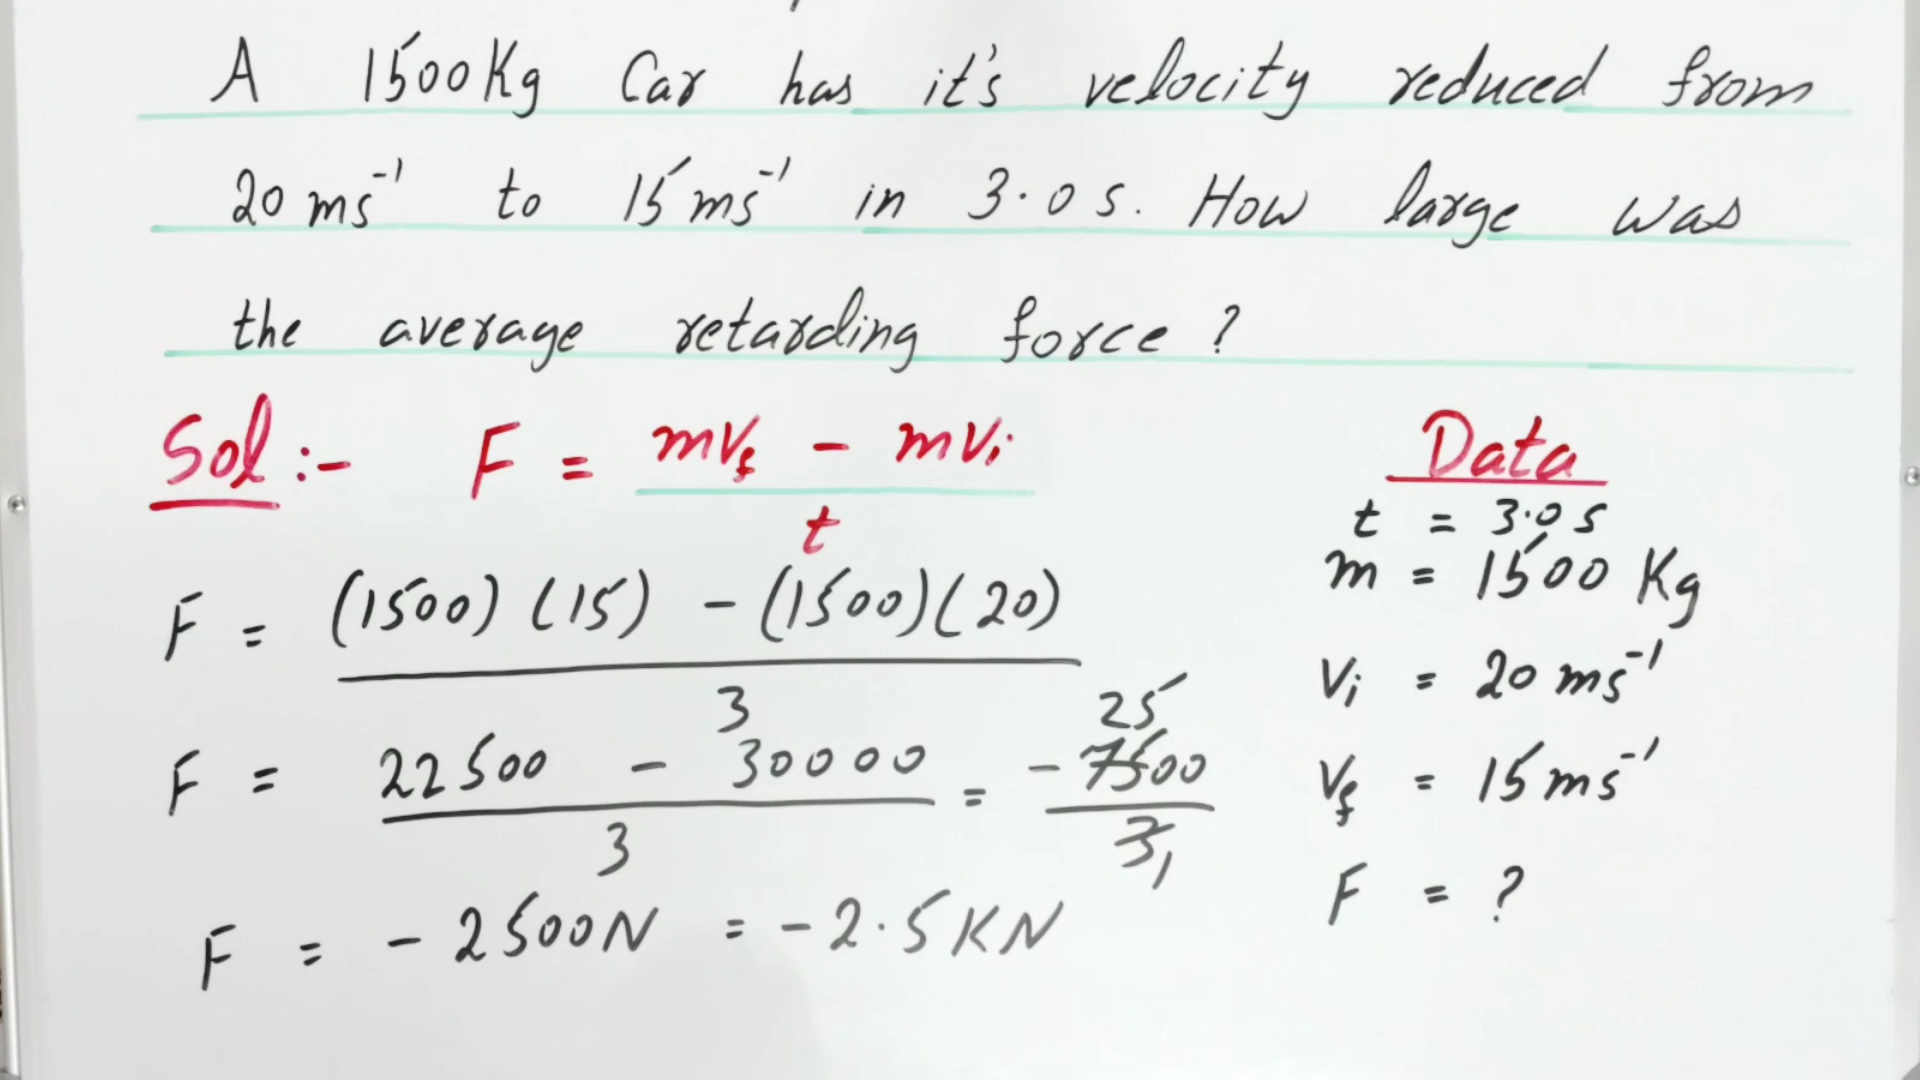 A 1500Kg Car has it's velocity reduced from
20 ms⁻¹ to 15 ms⁻¹ in 3.0 s. How large was
the average retarding force ?
Sol :- F = mVf - mVi
t
F = (1500) (15) - (1500)(20)
3
F = 22500 - 30000 = - 7500
25
3
3 1
F = - 2500N = - 2.5 KN
Data
t = 3.0 s
m = 1500 Kg
Vi = 20 ms⁻¹
Vf = 15 ms⁻¹
F = ?